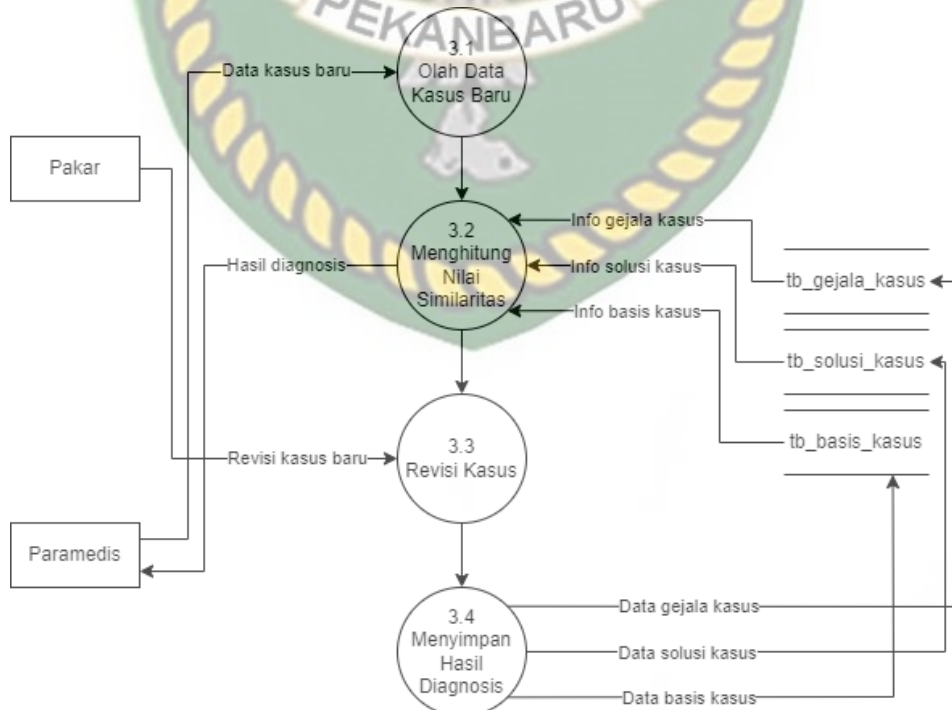 PEKANBARU
3.1
Olah Data
Kasus Baru
Data kasus baru
Pakar
3.2
Menghitung
Nilai
Similaritas
Info gejala kasus
Hasil diagnosis
Info solusi kasus
tb_gejala_kasus
Info basis kasus
tb_solusi_kasus
tb_basis_kasus
3.3
Revisi Kasus
Revisi kasus baru
Paramedis
3.4
Menyimpan
Hasil
Diagnosis
Data gejala kasus
Data solusi kasus
Data basis kasus